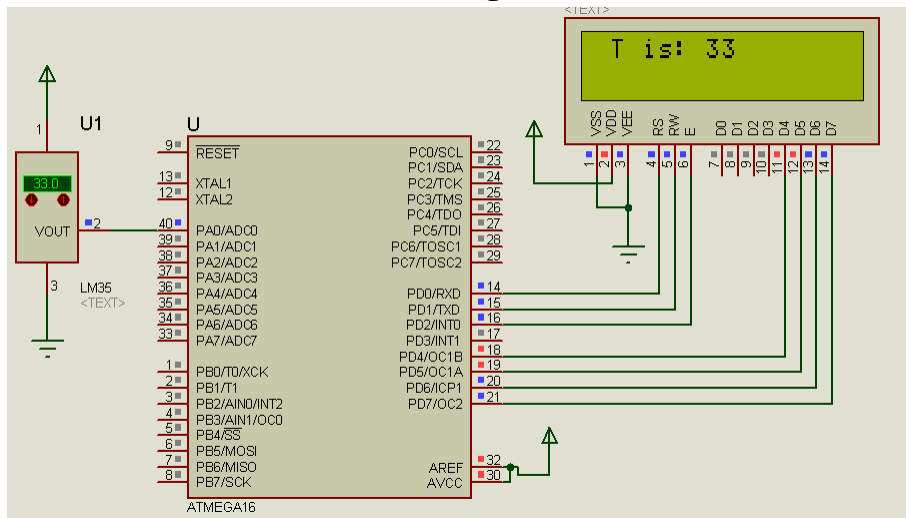 <TEXT>
T is: 33
VSS
VDD
VEE
RS
RW
E
D0
D1
D2
D3
D4
D5
D6
D7
1
2
3
4
5
6
7
8
9
10
11
12
13
14
U1
1
33.0
VOUT
2
3
LM35
<TEXT>
U
9 RESET
13 XTAL1
12 XTAL2
40 PA0/ADC0
39 PA1/ADC1
38 PA2/ADC2
37 PA3/ADC3
36 PA4/ADC4
35 PA5/ADC5
34 PA6/ADC6
33 PA7/ADC7
1 PB0/T0/XCK
2 PB1/T1
3 PB2/AIN0/INT2
4 PB3/AIN1/OC0
5 PB4/SS
6 PB5/MOSI
7 PB6/MISO
8 PB7/SCK
PC0/SCL 22
PC1/SDA 23
PC2/TCK 24
PC3/TMS 25
PC4/TDO 26
PC5/TDI 27
PC6/TOSC1 28
PC7/TOSC2 29
PD0/RXD 14
PD1/TXD 15
PD2/INT0 16
PD3/INT1 17
PD4/OC1B 18
PD5/OC1A 19
PD6/ICP1 20
PD7/OC2 21
AREF 32
AVCC 30
ATMEGA16